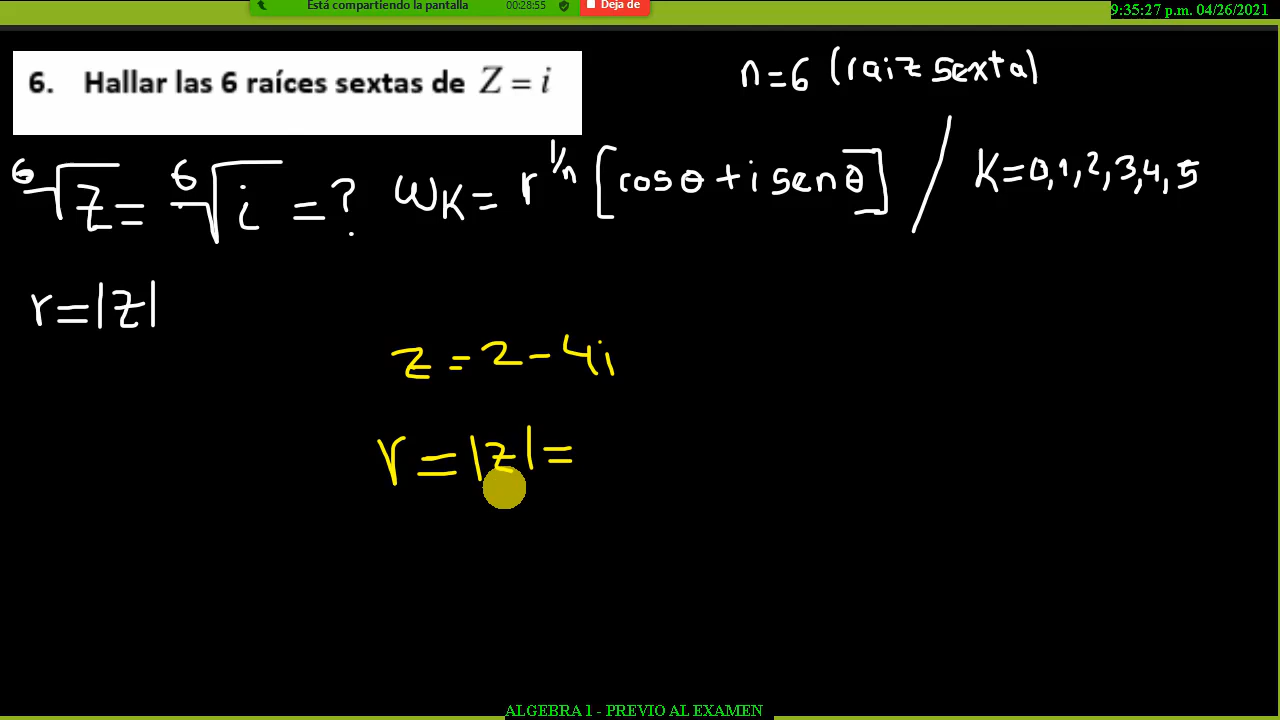 Está compartiendo la pantalla 00:28:55 Deja de
9:35:27 p.m. 04/26/2021
6. Hallar las 6 raíces sextas de Z = i
n=6 (raiz sexta)
⁶√Z = ⁶√i = ? ωK = r^1/n [cosθ + i senθ] / K=0,1,2,3,4,5
r=|z|
z = 2-4i
r = |z| =
ALGEBRA 1 - PREVIO AL EXAMEN